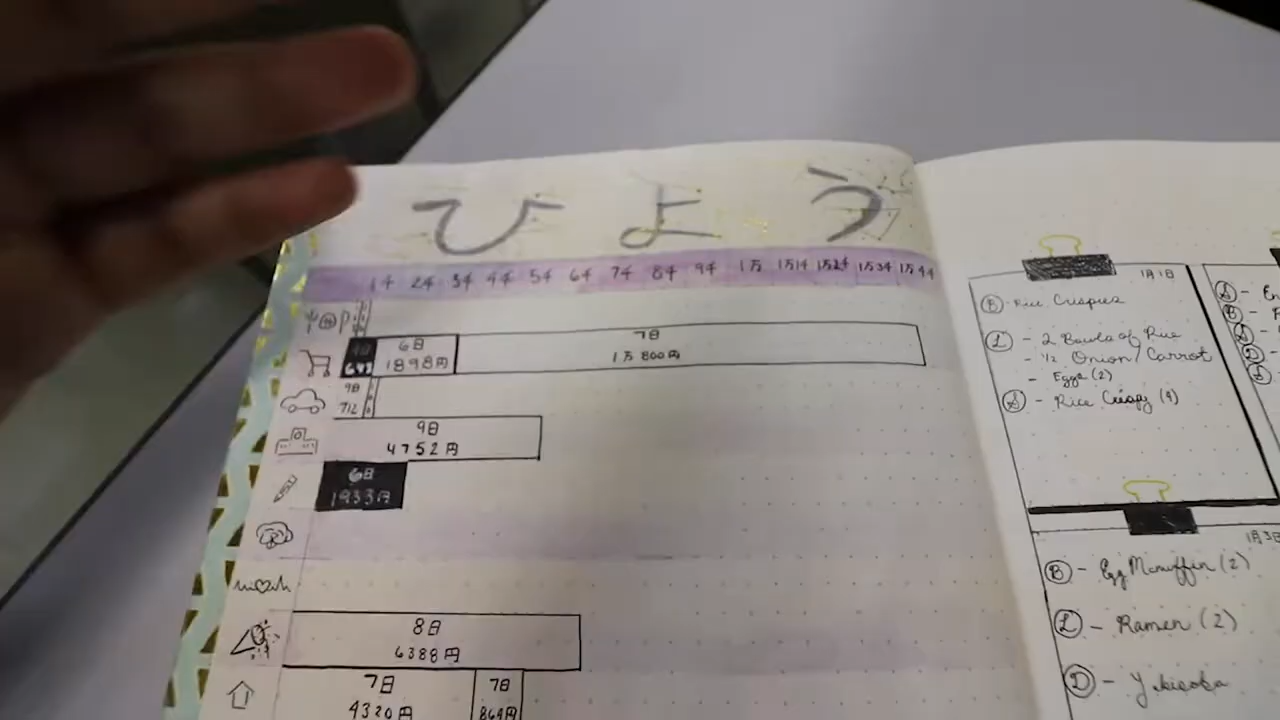 びよう
1千 2千 3千 4千 5千 6千 7千 8千 9千 1万 1万1千 1万2千 1万3千 1万4千
6日
1898円
7日
1万800円
9日
712
9日
4752円
6日
1933円
8日
6388円
7日
4320円
7日
864円
1月1日
B - Rice Crispies
L - 2 Bowls of Rice
- 1/2 Onion/Carrot
- Eggs (2)
S - Rice Crispy (4)
1月3日
B - Egg Mcmuffin (2)
L - Ramen (2)
D - Yakisoba